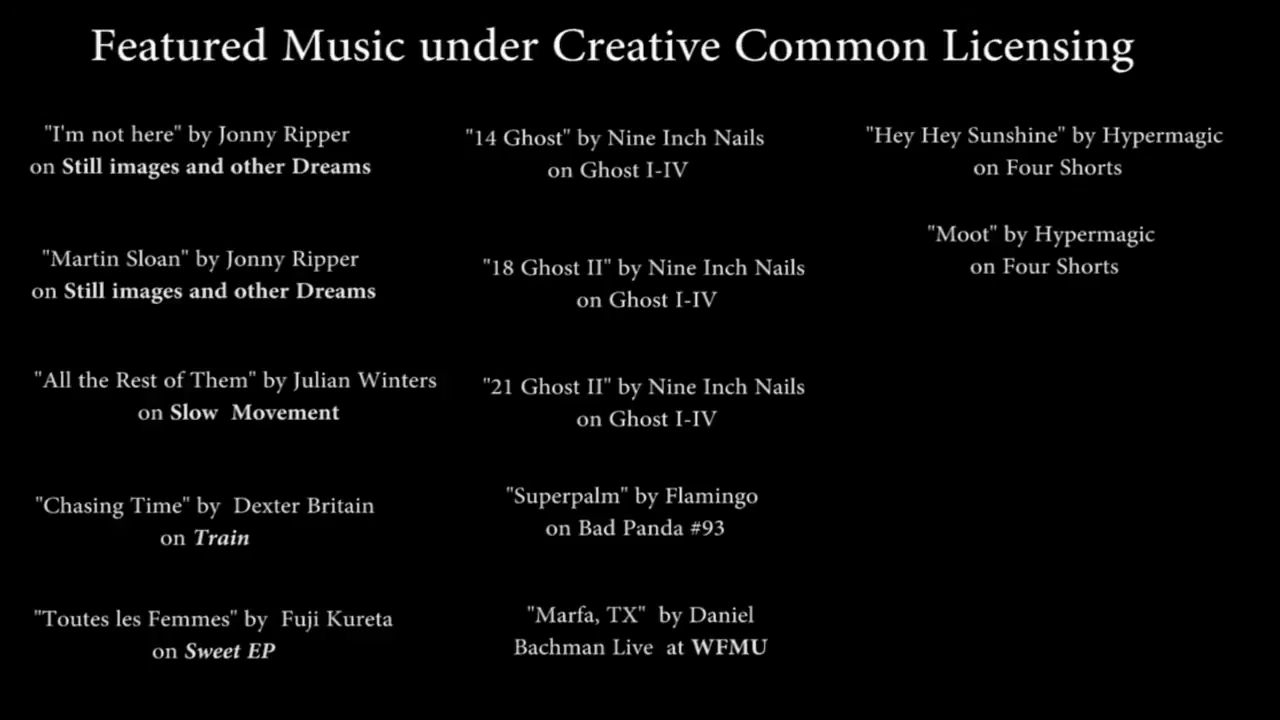 Featured Music under Creative Common Licensing
"I'm not here" by Jonny Ripper
on Still images and other Dreams
"Martin Sloan" by Jonny Ripper
on Still images and other Dreams
"All the Rest of Them" by Julian Winters
on Slow  Movement
"Chasing Time" by  Dexter Britain
on Train
"Toutes les Femmes" by  Fuji Kureta
on Sweet EP
"14 Ghost" by Nine Inch Nails
on Ghost I-IV
"18 Ghost II" by Nine Inch Nails
on Ghost I-IV
"21 Ghost II" by Nine Inch Nails
on Ghost I-IV
"Superpalm" by Flamingo
on Bad Panda #93
"Marfa, TX"  by Daniel
Bachman Live  at WFMU
"Hey Hey Sunshine" by Hypermagic
on Four Shorts
"Moot" by Hypermagic
on Four Shorts